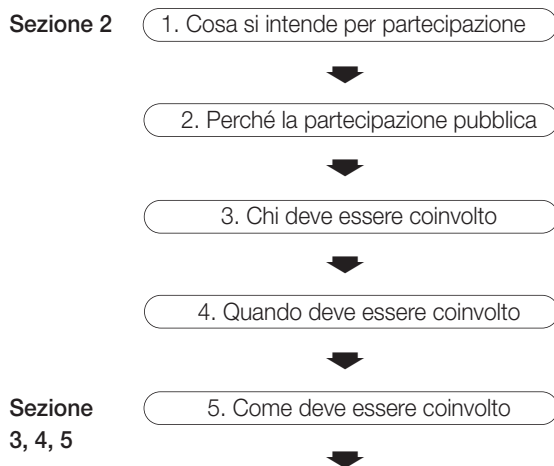 Sezione 2
1. Cosa si intende per partecipazione
2. Perché la partecipazione pubblica
3. Chi deve essere coinvolto
4. Quando deve essere coinvolto
Sezione
3, 4, 5
5. Come deve essere coinvolto